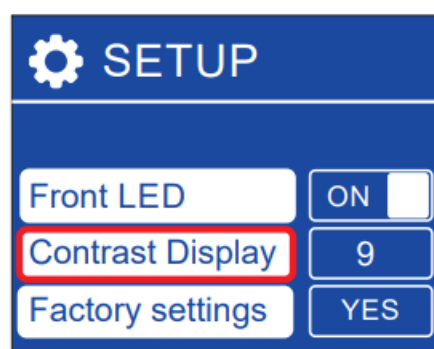 SETUP
Front LED ON
Contrast Display 9
Factory settings YES